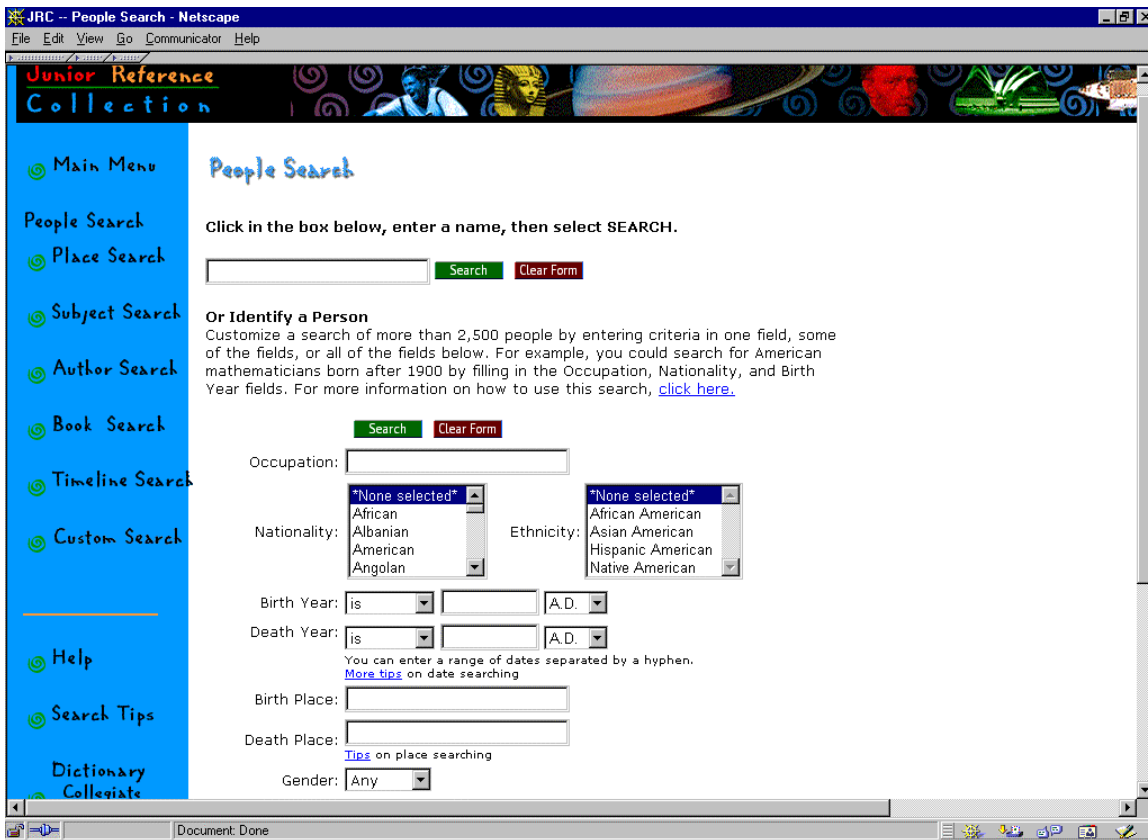 JRC -- People Search - Netscape
File Edit View Go Communicator Help
Junior Reference
Collection
Main Menu
People Search
Place Search
Subject Search
Author Search
Book Search
Timeline Search
Custom Search
Help
Search Tips
Dictionary
Collegiate
People Search
Click in the box below, enter a name, then select SEARCH.
Search Clear Form
Or Identify a Person
Customize a search of more than 2,500 people by entering criteria in one field, some
of the fields, or all of the fields below. For example, you could search for American
mathematicians born after 1900 by filling in the Occupation, Nationality, and Birth
Year fields. For more information on how to use this search, click here.
Search Clear Form
Occupation:
Nationality:
*None selected*
African
Albanian
American
Angolan
Ethnicity:
*None selected*
African American
Asian American
Hispanic American
Native American
Birth Year: is A.D.
Death Year: is A.D.
You can enter a range of dates separated by a hyphen.
More tips on date searching
Birth Place:
Death Place:
Tips on place searching
Gender: Any
Document: Done